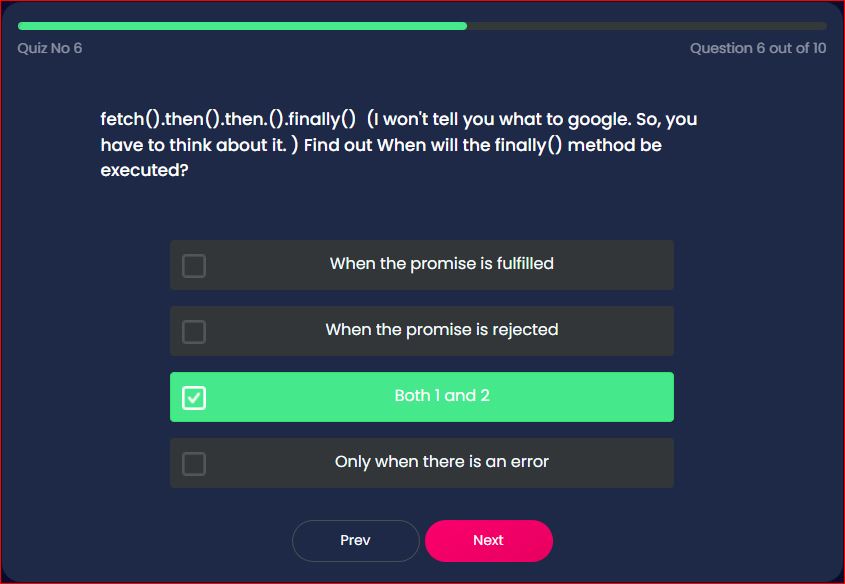 Quiz No 6
Question 6 out of 10
fetch().then().then.().finally()  (I won't tell you what to google. So, you
have to think about it. ) Find out When will the finally() method be
executed?
When the promise is fulfilled
When the promise is rejected
Both 1 and 2
Only when there is an error
Prev
Next